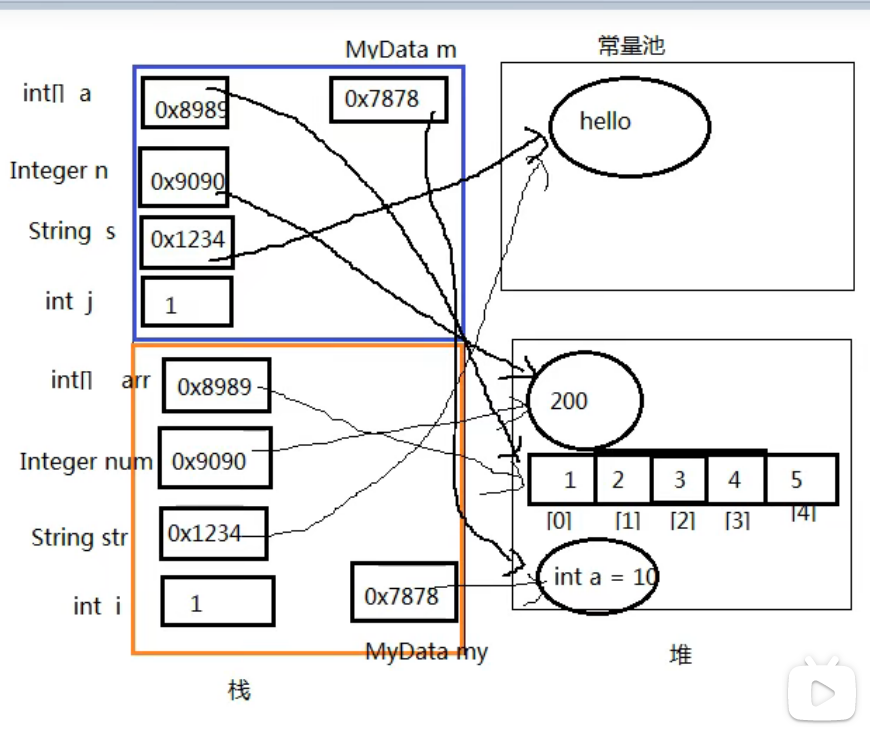 MyData m
常量池
int[] a
0x8989
0x7878
hello
Integer n
0x9090
String s
0x1234
int j
1
int[] arr
0x8989
200
Integer num
0x9090
1 2 3 4 5
[0] [1] [2] [3] [4]
String str
0x1234
int a = 10
int i
1
0x7878
MyData my
堆
栈